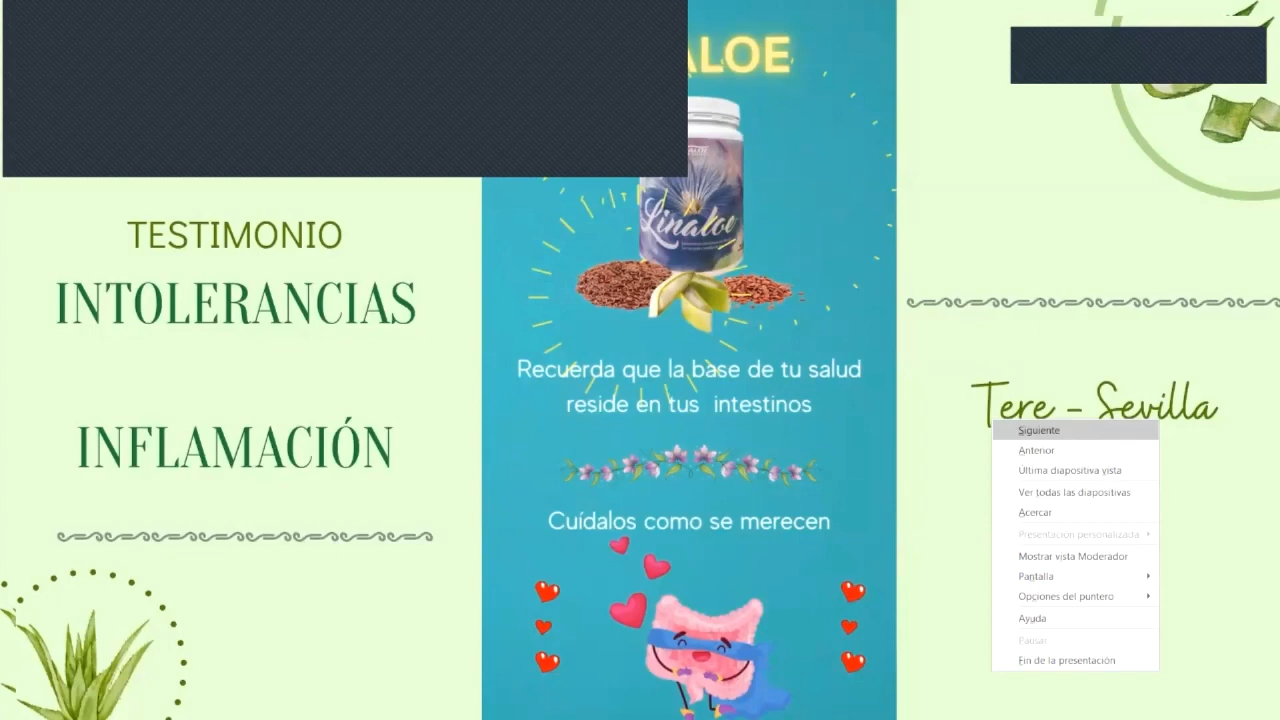 ALOE
Linaloe
TESTIMONIO
INTOLERANCIAS
INFLAMACIÓN
Recuerda que la base de tu salud
reside en tus intestinos
Cuídalos como se merecen
Tere - Sevilla
Siguiente
Anterior
Última diapositiva vista
Ver todas las diapositivas
Acercar
Presentación personalizada
Mostrar vista Moderador
Pantalla
Opciones del puntero
Ayuda
Pausar
Fin de la presentación